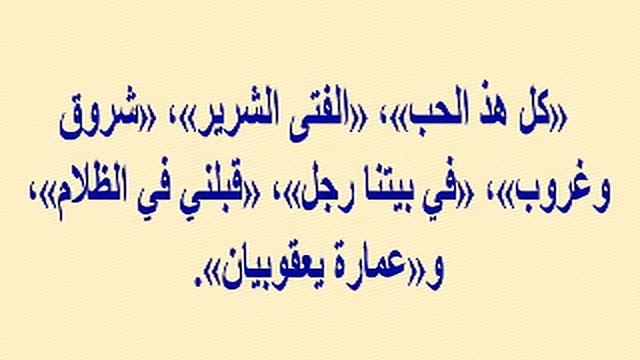 «كل هذ الحب»، «الفتى الشرير»، «شروق
وغروب»، «في بيتنا رجل»، «قبلني في الظلام»،
و«عمارة يعقوبيان».